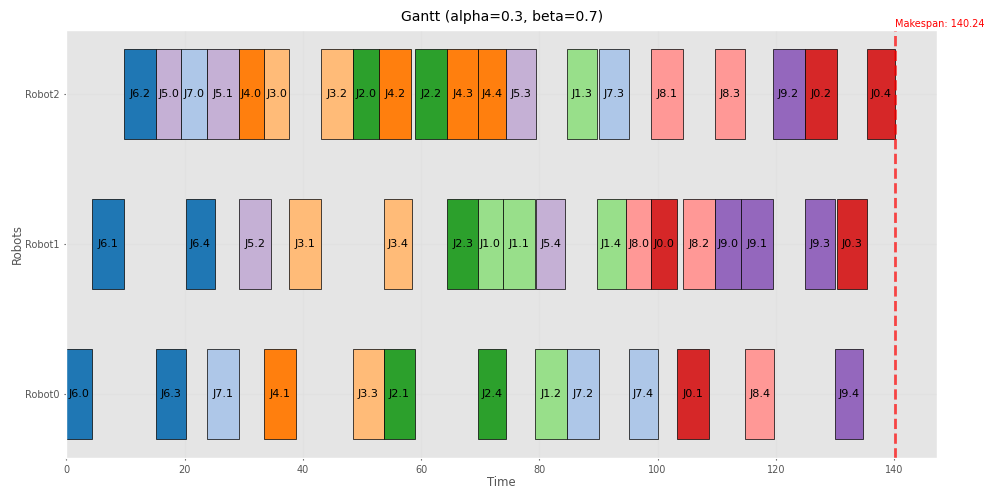 Gantt (alpha=0.3, beta=0.7)
Makespan: 140.24
Robots
Robot2
J6.2 J5.0 J7.0 J5.1 J4.0 J3.0 J3.2 J2.0 J4.2 J2.2 J4.3 J4.4 J5.3 J1.3 J7.3 J8.1 J8.3 J9.2 J0.2 J0.4
Robot1
J6.1 J6.4 J5.2 J3.1 J3.4 J2.3 J1.0 J1.1 J5.4 J1.4 J8.0 J0.0 J8.2 J9.0 J9.1 J9.3 J0.3
Robot0
J6.0 J6.3 J7.1 J4.1 J3.3 J2.1 J2.4 J1.2 J7.2 J7.4 J0.1 J8.4 J9.4
0 20 40 60 80 100 120 140
Time